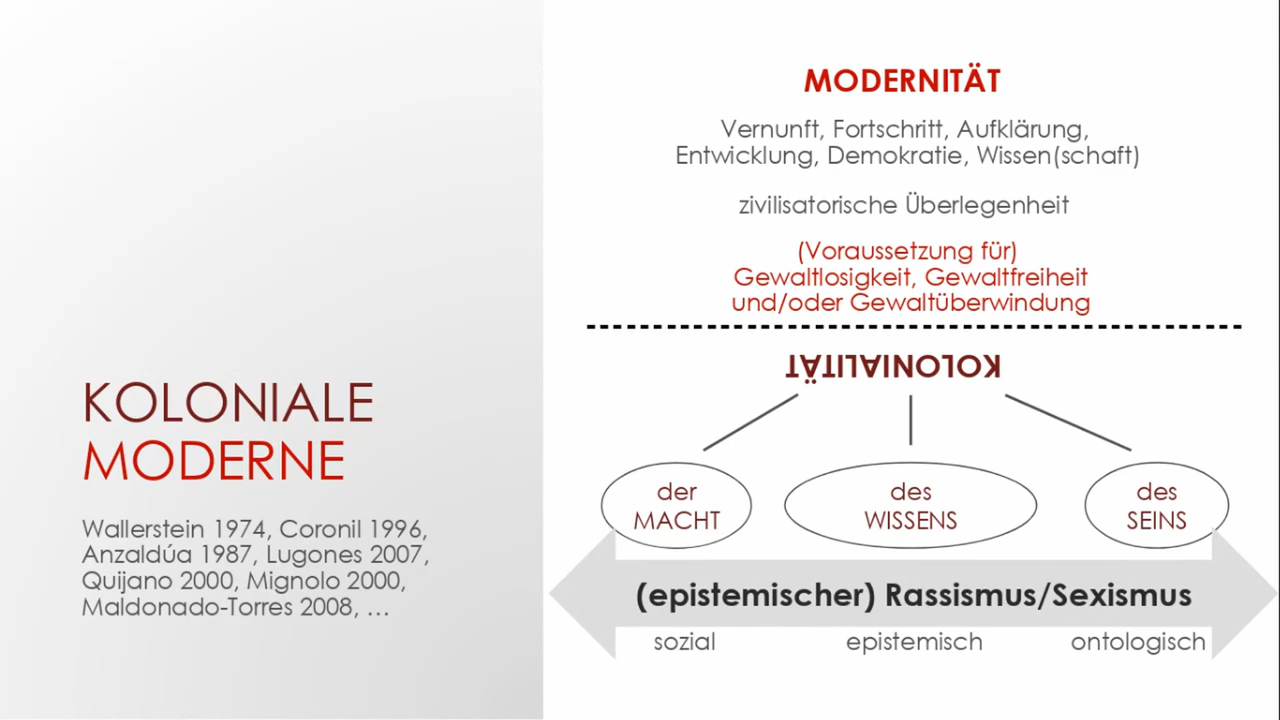 KOLONIALE
MODERNE
Wallerstein 1974, Coronil 1996,
Anzaldúa 1987, Lugones 2007,
Quijano 2000, Mignolo 2000,
Maldonado-Torres 2008, …
MODERNITÄT
Vernunft, Fortschritt, Aufklärung,
Entwicklung, Demokratie, Wissen(schaft)
zivilisatorische Überlegenheit
(Voraussetzung für)
Gewaltlosigkeit, Gewaltfreiheit
und/oder Gewaltüberwindung
KOLONIALITÄT
der
MACHT
des
WISSENS
des
SEINS
(epistemischer) Rassismus/Sexismus
sozial
epistemisch
ontologisch